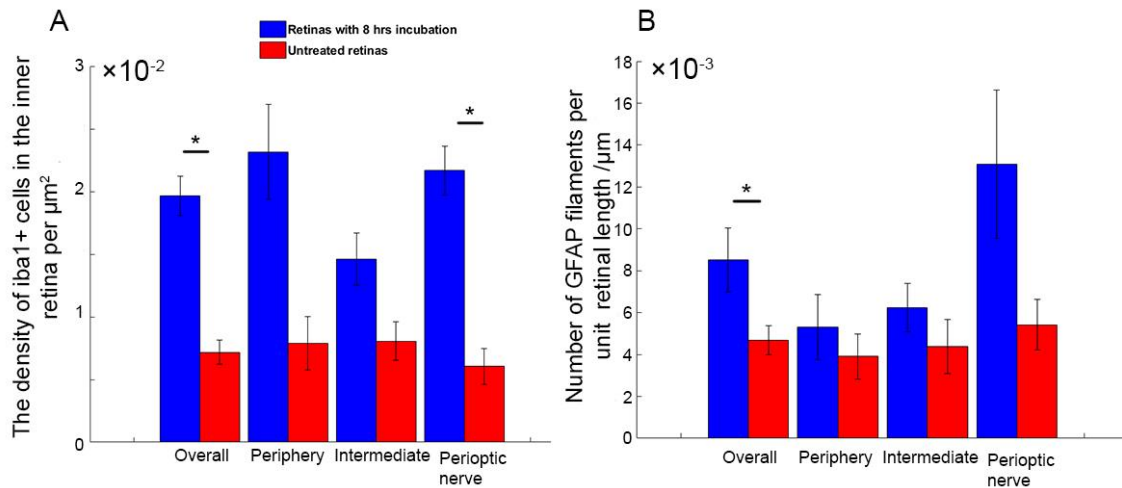 A
Retinas with 8 hrs incubation
Untreated retinas
The density of iba1+ cells in the inner
retina per µm²
×10⁻²
3
2
1
0
Overall
Periphery
Intermediate
Perioptic
nerve
*
*
B
Number of GFAP filaments per
unit retinal length /µm
×10⁻³
18
16
14
12
10
8
6
4
2
0
Overall
Periphery
Intermediate
Perioptic
nerve
*